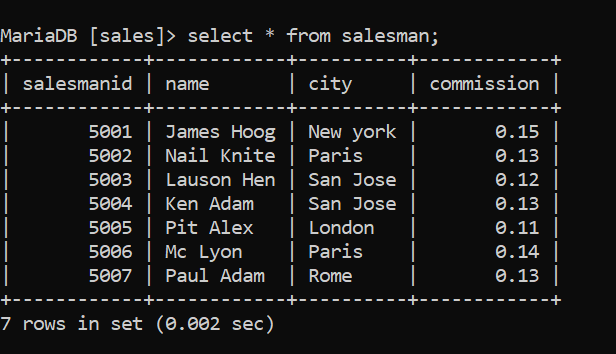 MariaDB [sales]> select * from salesman;
+------------+------------+----------+------------+
| salesmanid | name       | city     | commission |
+------------+------------+----------+------------+
|       5001 | James Hoog | New york |       0.15 |
|       5002 | Nail Knite | Paris    |       0.13 |
|       5003 | Lauson Hen | San Jose |       0.12 |
|       5004 | Ken Adam   | San Jose |       0.13 |
|       5005 | Pit Alex   | London   |       0.11 |
|       5006 | Mc Lyon    | Paris    |       0.14 |
|       5007 | Paul Adam  | Rome     |       0.13 |
+------------+------------+----------+------------+
7 rows in set (0.002 sec)